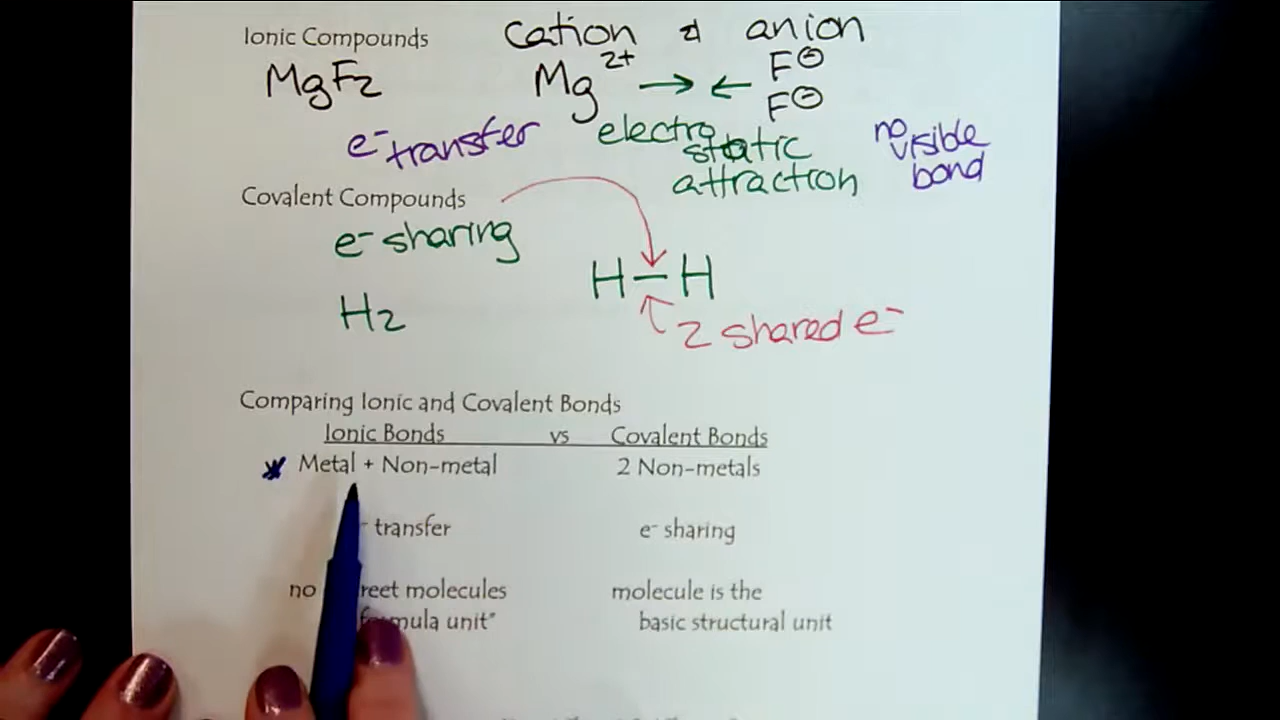 Ionic Compounds cation & anion
MgF2 Mg2+ → ← F⊖
F⊖
e- transfer electrostatic attraction no visible bond
Covalent Compounds
e- sharing
H—H
H2
2 shared e-
Comparing Ionic and Covalent Bonds
Ionic Bonds vs Covalent Bonds
Metal + Non-metal 2 Non-metals
transfer e- sharing
no molecules molecule is the
unit" basic structural unit